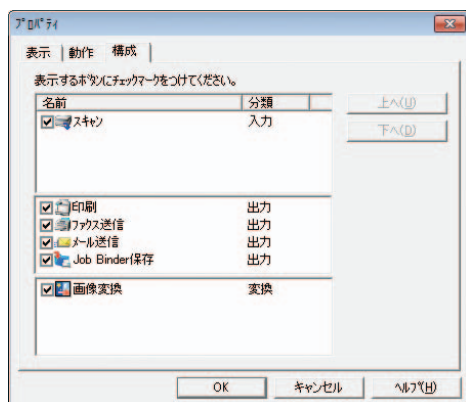 ﾌﾟﾛﾊﾟﾃｨ
表示 動作 構成
表示するﾎﾞﾀﾝにﾁｪｯｸﾏｰｸをつけてください。
名前 分類
上へ(U)
ｽｷｬﾝ 入力
下へ(D)
印刷 出力
ﾌｧｸｽ送信 出力
ﾒｰﾙ送信 出力
Job Binder保存 出力
画像変換 変換
OK ｷｬﾝｾﾙ ﾍﾙﾌﾟ(H)